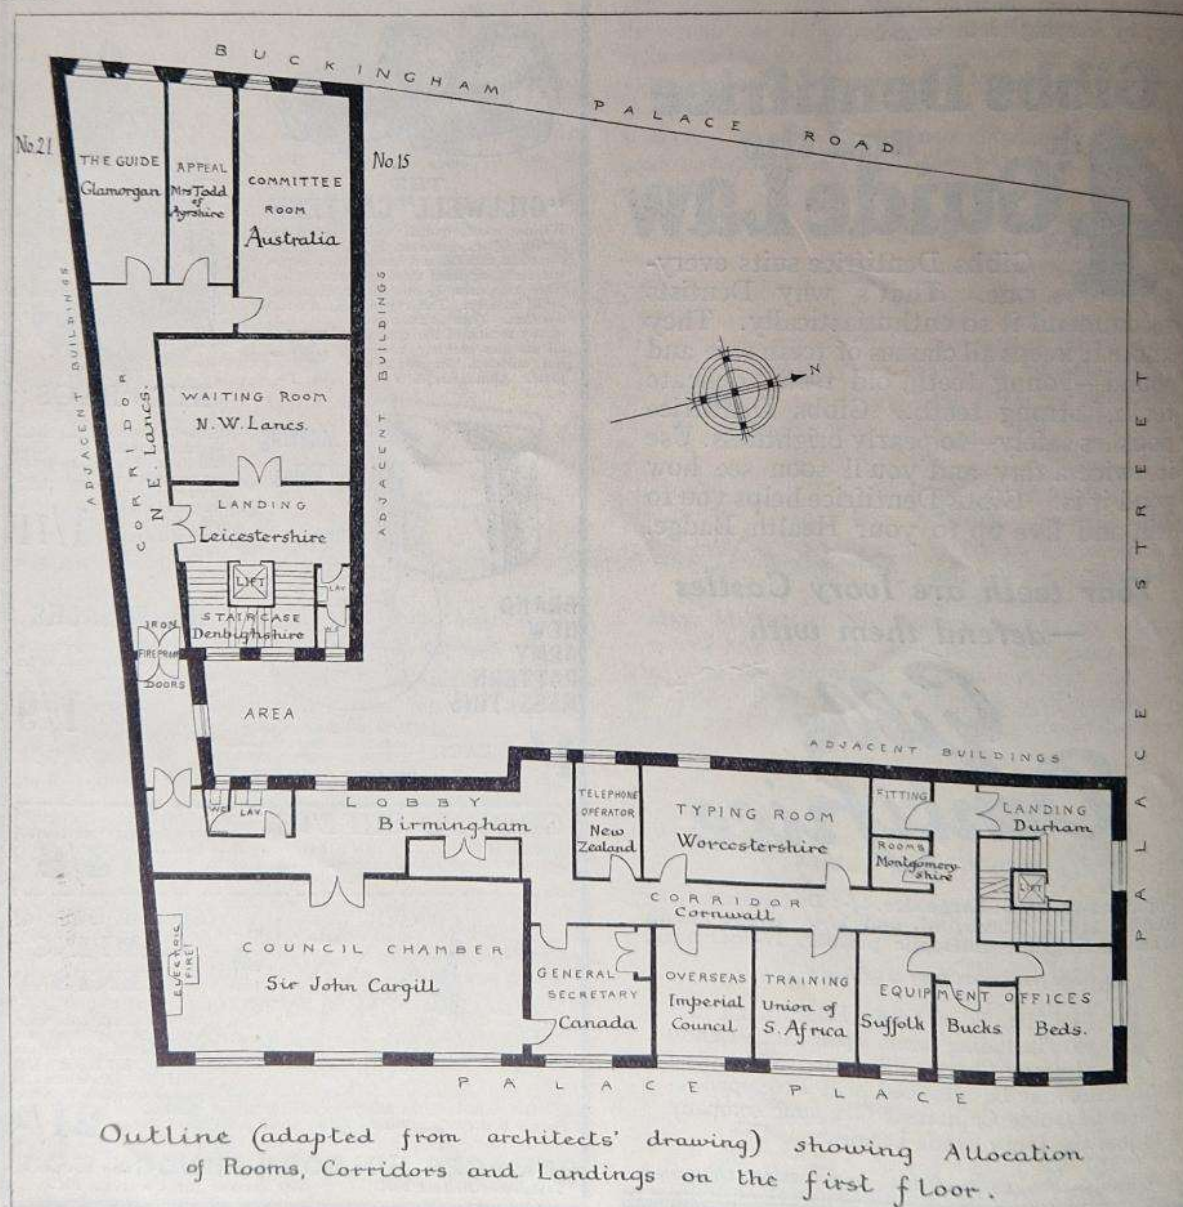 BUCKINGHAM PALACE ROAD
No. 21
THE GUIDE
Glamorgan
APPEAL
Mrs Todd
of
Ayrshire
COMMITTEE
ROOM
Australia
No 15
ADJACENT BUILDINGS
ADJACENT BUILDINGS
CORRIDOR
N.E. Lancs.
WAITING ROOM
N.W. Lancs.
N
LANDING
Leicestershire
LIFT
LAV
STAIRCASE
Denbighshire
IRON
FIREPROOF
DOORS
AREA
PALACE STREET
ADJACENT BUILDINGS
WC
LAV.
LOBBY
Birmingham
TELEPHONE
OPERATOR
New
Zealand
TYPING ROOM
Worcestershire
FITTING
ROOMS
Montgomery-
shire
LANDING
Durham
LIFT
CORRIDOR
Cornwall
ELECTRIC
FIRE
COUNCIL CHAMBER
Sir John Cargill
GENERAL
SECRETARY
Canada
OVERSEAS
Imperial
Council
TRAINING
Union of
S. Africa
EQUIPMENT OFFICES
Suffolk
Bucks
Beds.
PALACE PLACE
Outline (adapted from architects' drawing) showing Allocation
of Rooms, Corridors and Landings on the first floor.